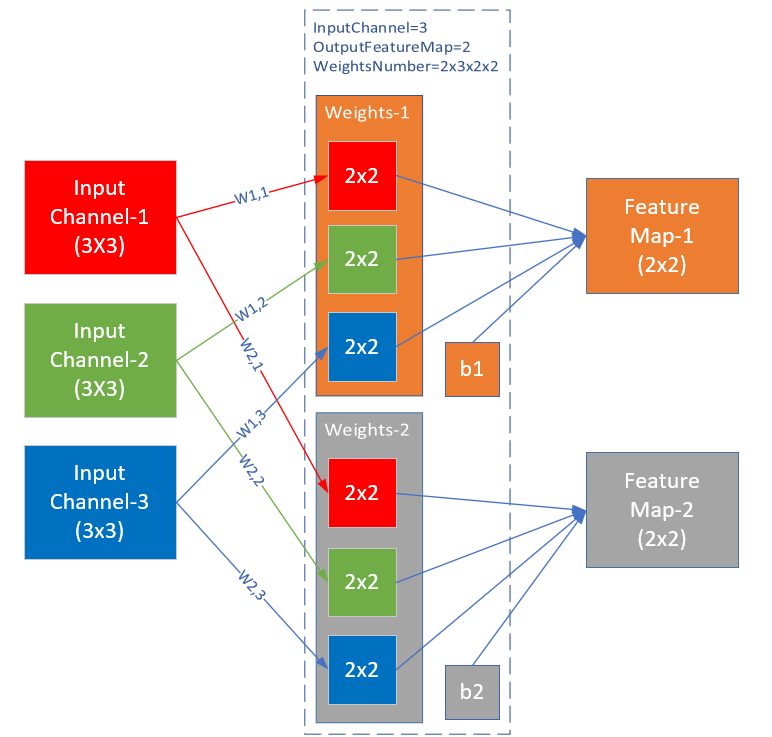 InputChannel=3
OutputFeatureMap=2
WeightsNumber=2x3x2x2
Weights-1
Input
Channel-1
(3X3)
W1,1
2x2
Feature
Map-1
(2x2)
2x2
Input
Channel-2
(3X3)
W1,2
W2,1
2x2
b1
Weights-2
W1,3
W2,2
Input
Channel-3
(3x3)
2x2
Feature
Map-2
(2x2)
W2,3
2x2
2x2
b2